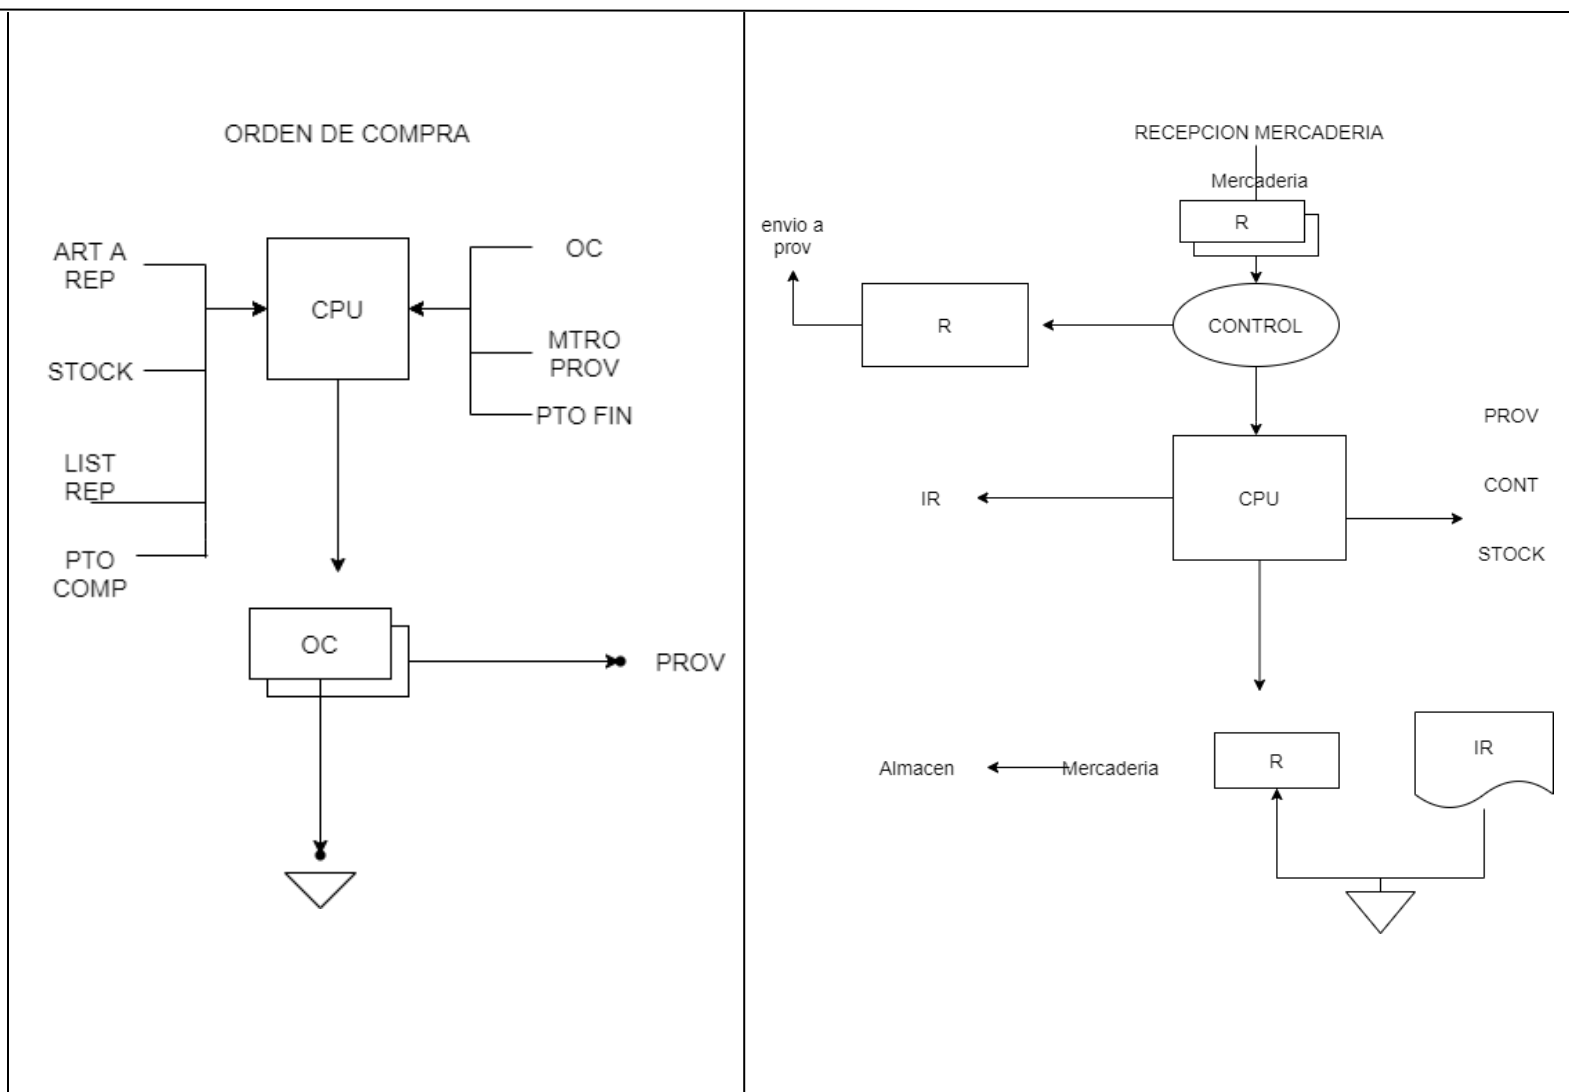 ORDEN DE COMPRA
ART A
REP
CPU
OC
STOCK
MTRO
PROV
PTO FIN
LIST
REP
PTO
COMP
OC
PROV
RECEPCION MERCADERIA
Mercaderia
R
envio a
prov
R
CONTROL
PROV
IR
CPU
CONT
STOCK
Almacen
Mercaderia
R
IR